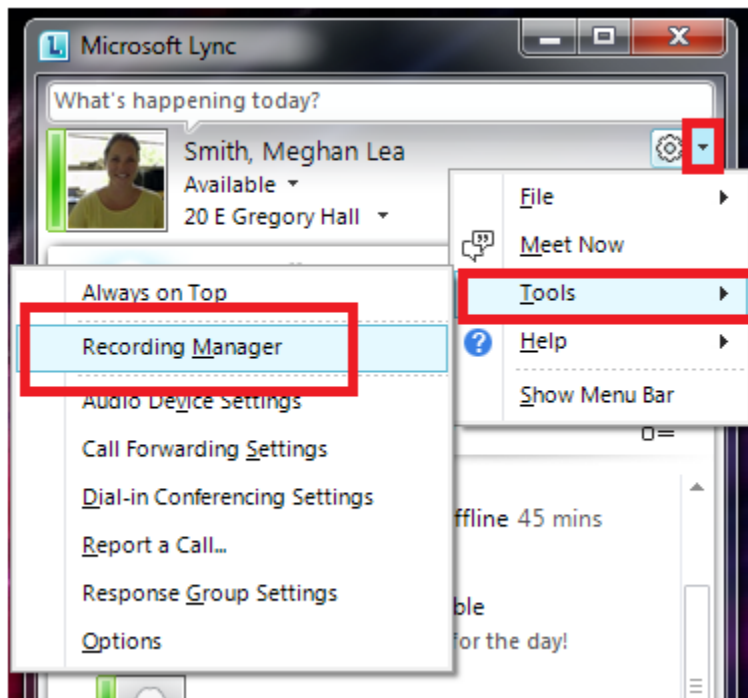 Microsoft Lync
What's happening today?
Smith, Meghan Lea
Available
20 E Gregory Hall
File
Meet Now
Tools
Help
Show Menu Bar
Always on Top
Recording Manager
Audio Device Settings
Call Forwarding Settings
Dial-in Conferencing Settings
Report a Call...
Response Group Settings
Options
ffline 45 mins
ble
for the day!